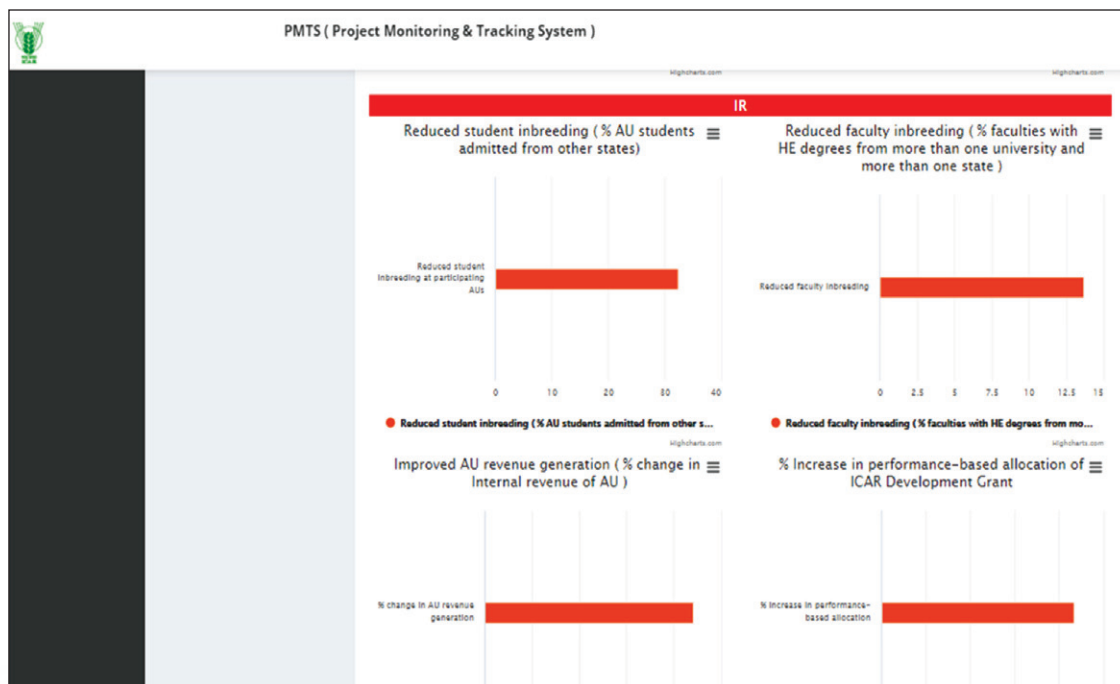 PMTS ( Project Monitoring & Tracking System )
ICAR
Highcharts.com
Highcharts.com
IR
Reduced student inbreeding ( % AU students
admitted from other states)
Reduced student
inbreeding at participating
AUs
0 10 20 30 40
Reduced student inbreeding ( % AU students admitted from other s...
Highcharts.com
Reduced faculty inbreeding ( % faculties with
HE degrees from more than one university and
more than one state )
Reduced faculty inbreeding
0 2.5 5 7.5 10 12.5 15
Reduced faculty inbreeding ( % faculties with HE degrees from mo...
Highcharts.com
Improved AU revenue generation ( % change in
Internal revenue of AU )
% change in AU revenue
generation
% Increase in performance-based allocation of
ICAR Development Grant
% Increase in performance-
based allocation